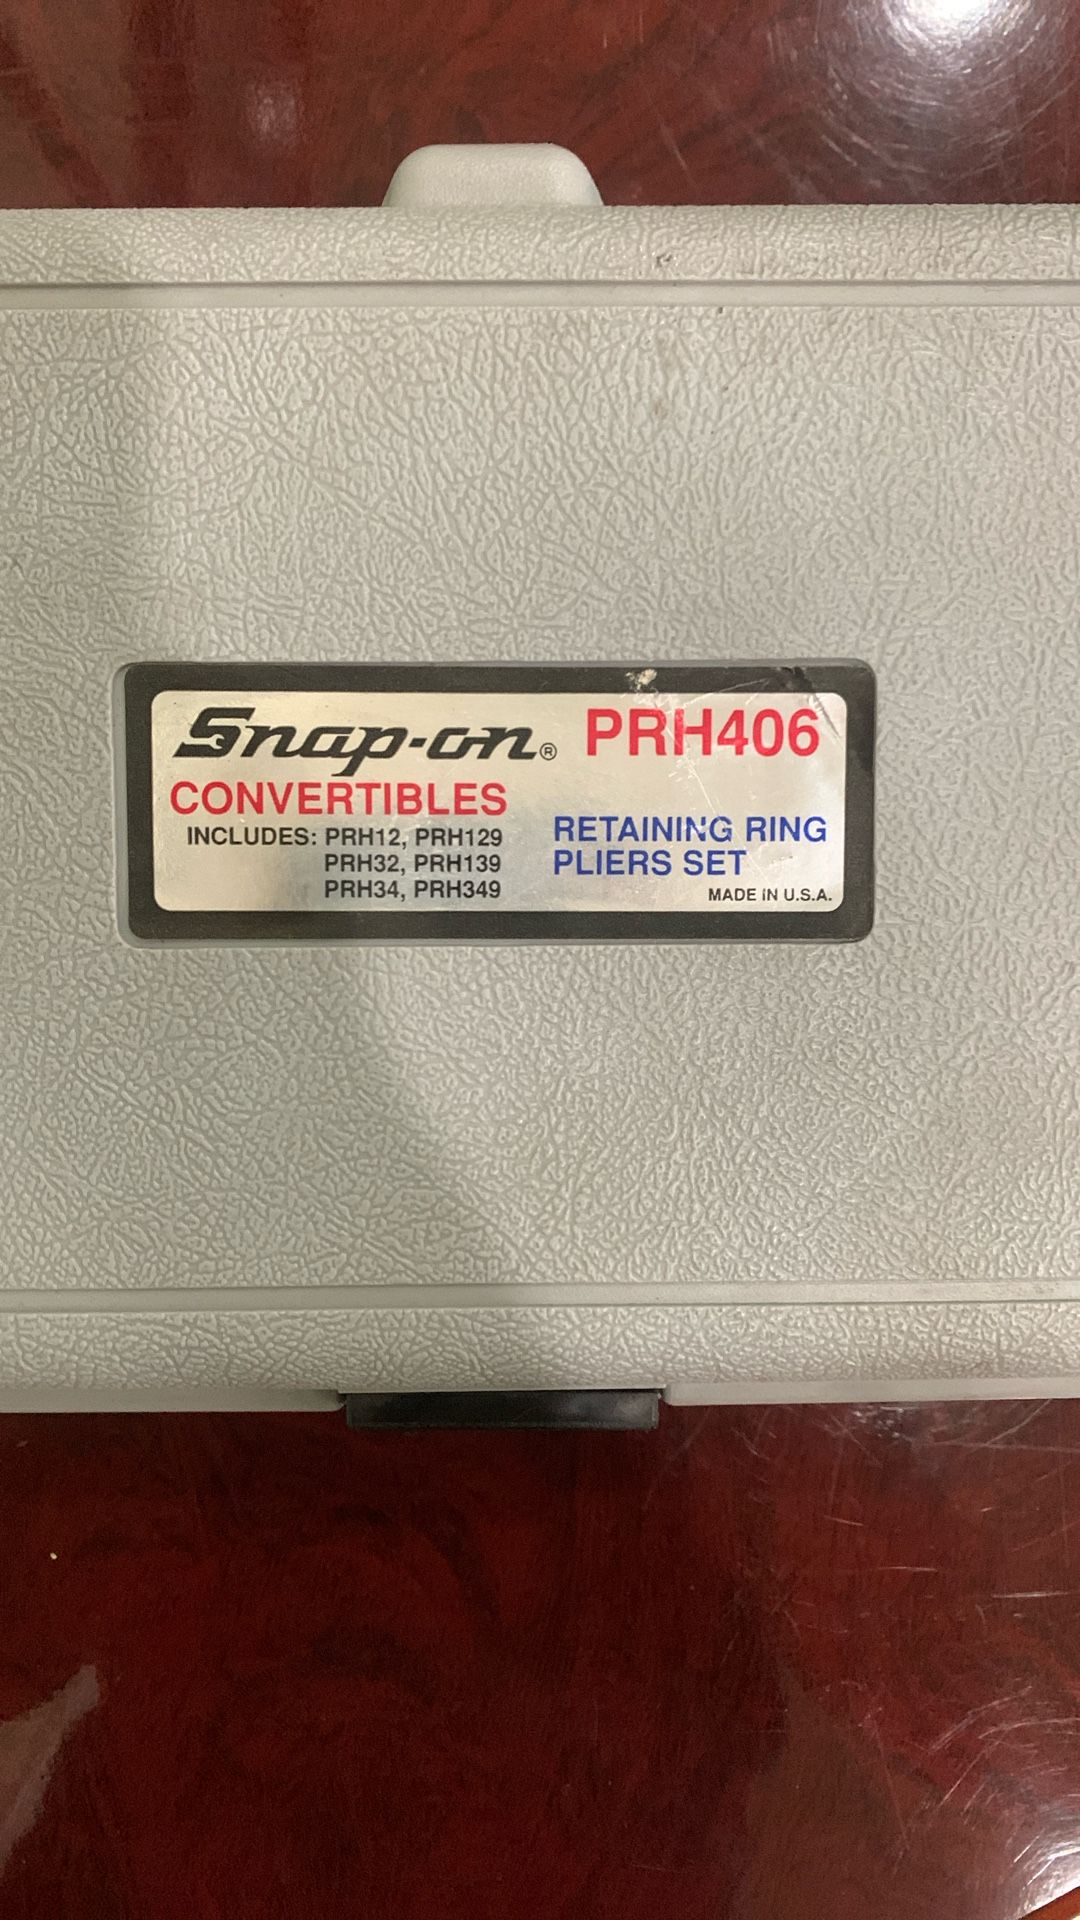 Snap-on® PRH406
CONVERTIBLES
INCLUDES: PRH12, PRH129
PRH32, PRH139
PRH34, PRH349
RETAINING RING
PLIERS SET
MADE IN U.S.A.